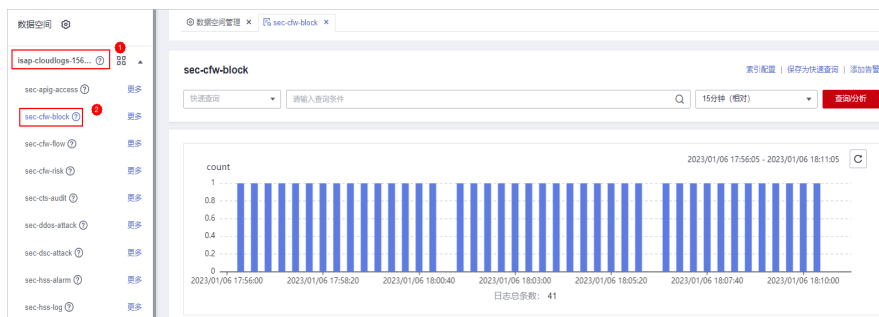 数据空间
数据空间管理 ×
sec-cfw-block ×
isap-cloudlogs-156...
1
sec-apig-access
更多
sec-cfw-block
2
更多
sec-cfw-flow
更多
sec-cfw-risk
更多
sec-cts-audit
更多
sec-ddos-attack
更多
sec-dsc-attack
更多
sec-hss-alarm
更多
sec-hss-log
更多
sec-cfw-block
索引配置 | 保存为快速查询 | 添加告警
快速查询
请输入查询条件
15分钟（相对）
查询/分析
2023/01/06 17:56:05 - 2023/01/06 18:11:05
count
1
0.8
0.6
0.4
0.2
0
2023/01/06 17:56:00 2023/01/06 17:58:20 2023/01/06 18:00:40 2023/01/06 18:03:00 2023/01/06 18:05:20 2023/01/06 18:07:40 2023/01/06 18:10:00
日志总条数： 41